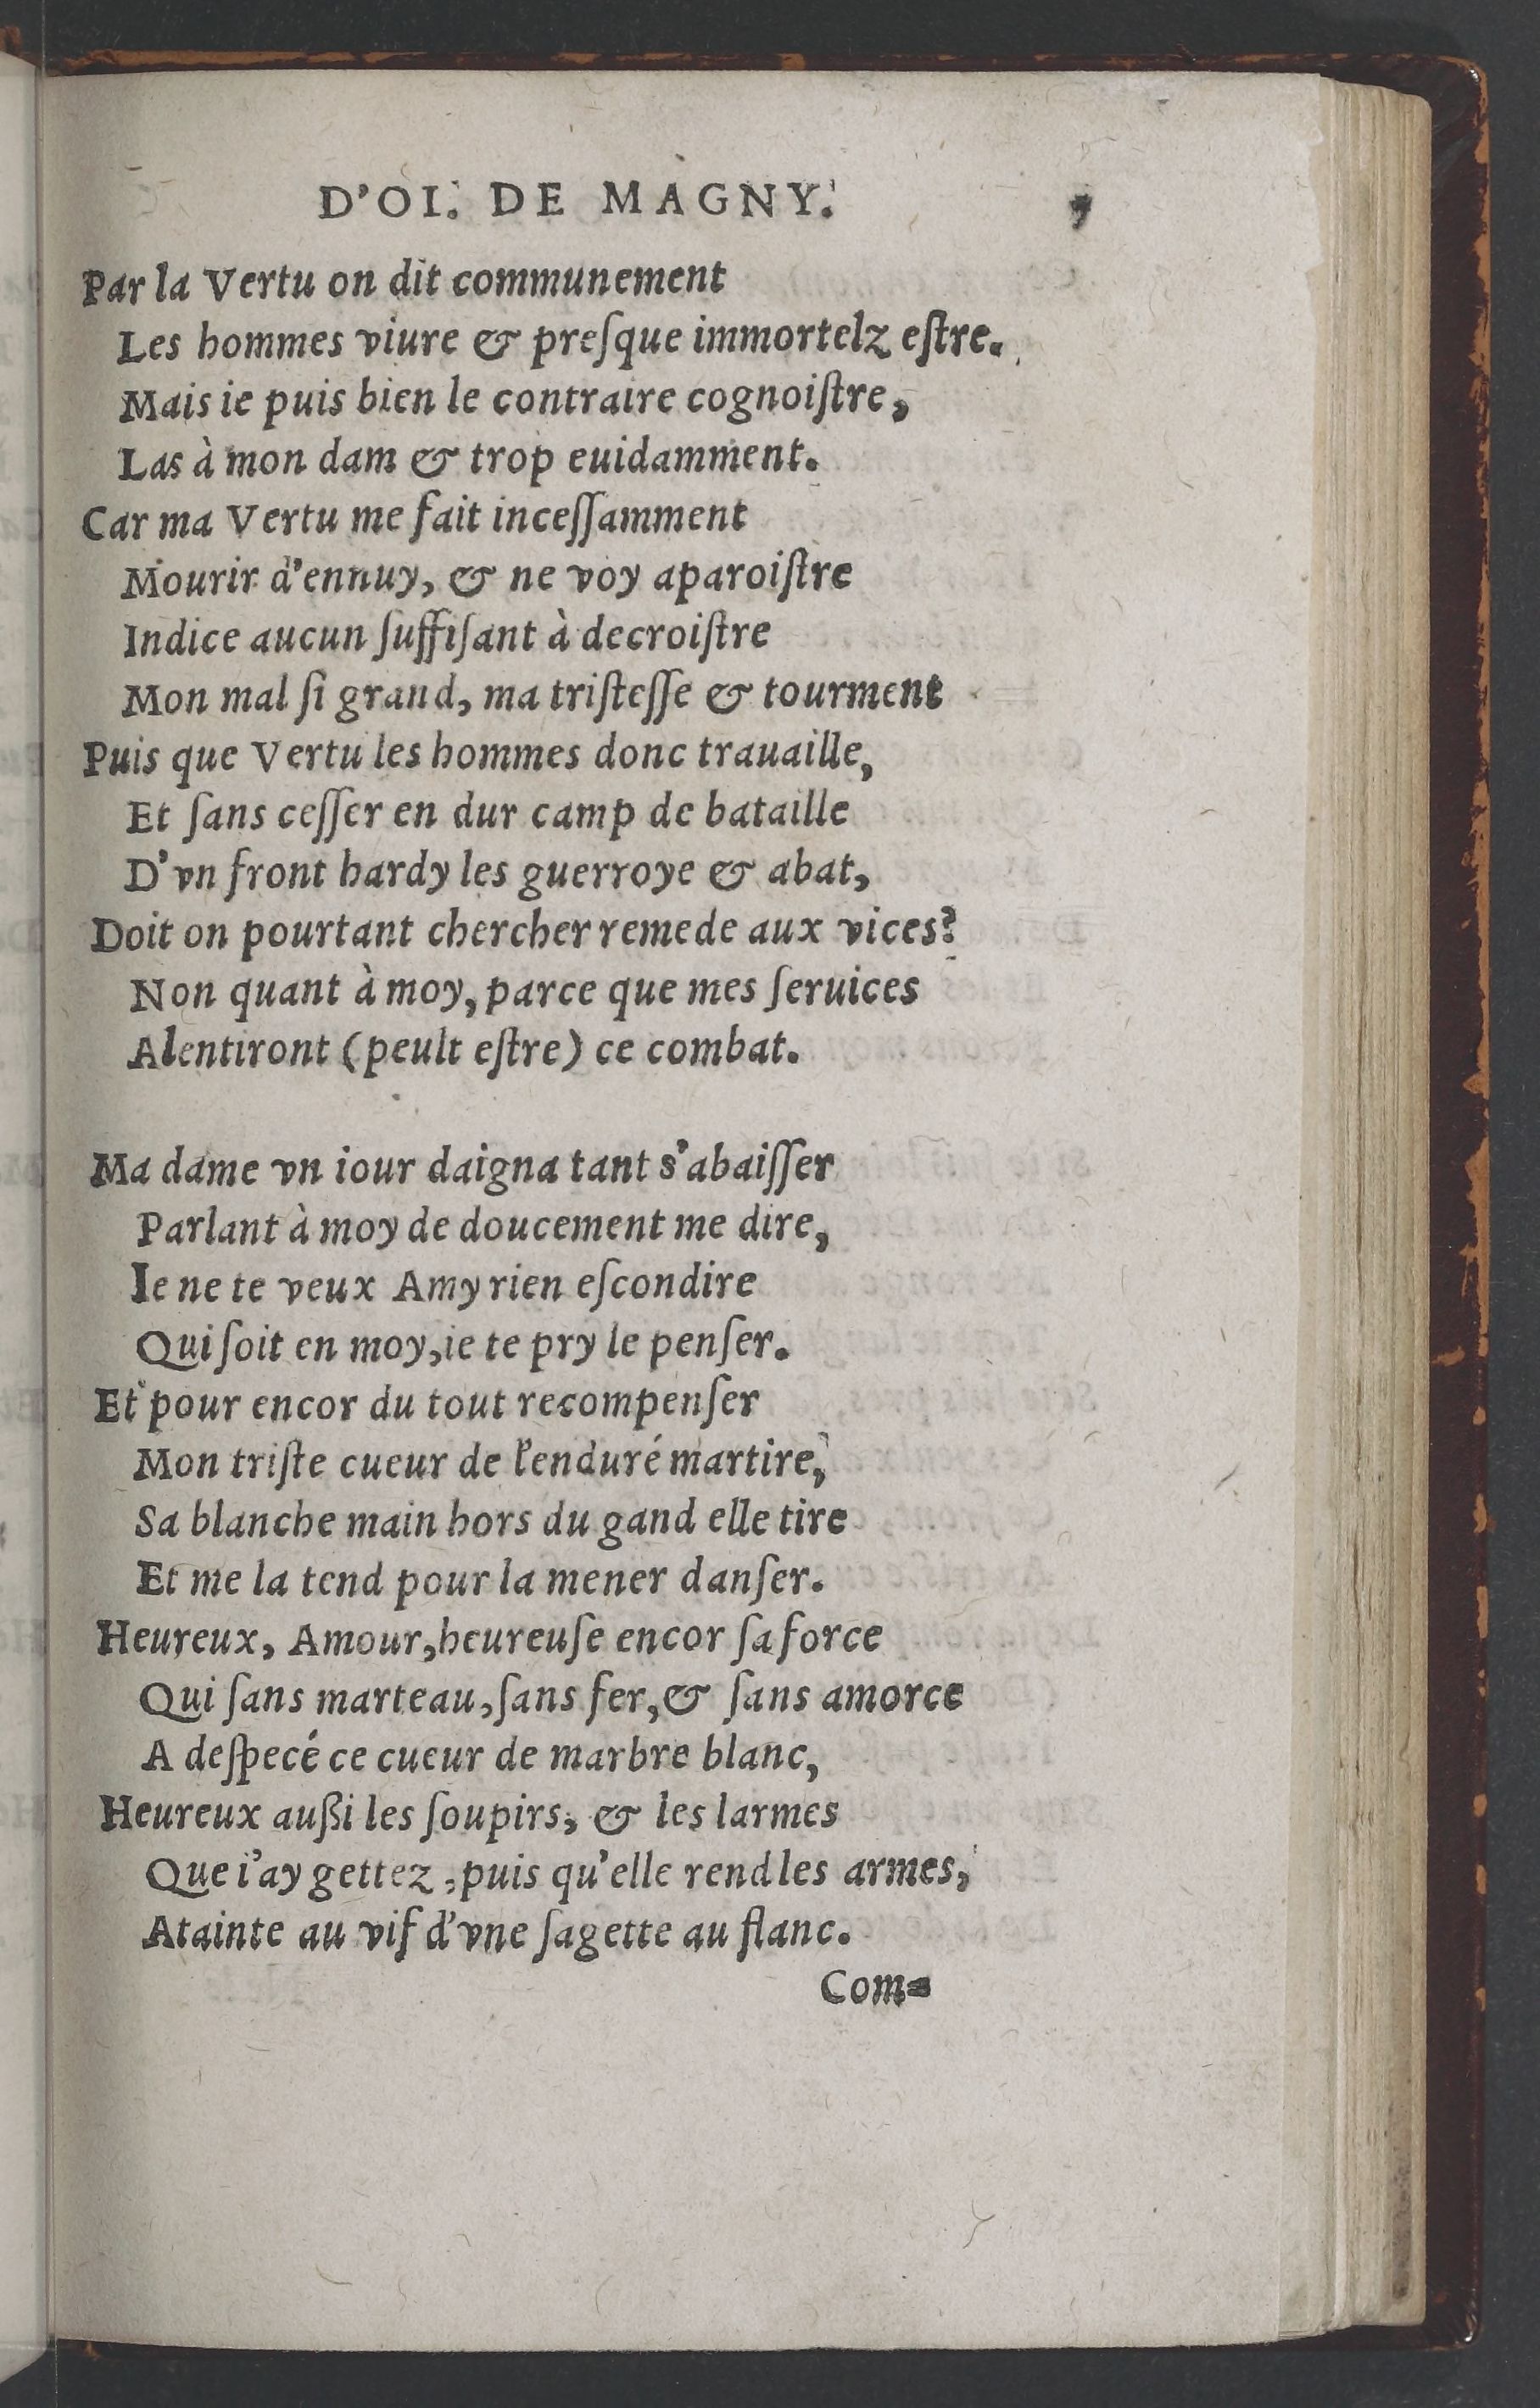 D'OI. DE MAGNY. 7
Par la Vertu on dit communement
Les hommes viure & preſque immortelz eſtre.
Mais ie puis bien le contraire cognoiſtre,
Las à mon dam & trop euidamment.
Car ma Vertu me fait inceſſamment
Mourir d'ennuy, & ne voy aparoiſtre
Indice aucun ſuffiſant à decroiſtre
Mon mal ſi grand, ma triſteſſe & tourment
Puis que Vertu les hommes donc trauaille,
Et ſans ceſſer en dur camp de bataille
D'vn front hardy les guerroye & abat,
Doit on pourtant chercher remede aux vices?
Non quant à moy, parce que mes ſeruices
Alentiront (peult eſtre) ce combat.
Ma dame vn iour daigna tant s'abaiſſer
Parlant à moy de doucement me dire,
Ie ne te veux Amy rien eſcondire
Qui ſoit en moy, ie te pry le penſer.
Et pour encor du tout recompenſer
Mon triſte cueur de l'enduré martire,
Sa blanche main hors du gand elle tire
Et me la tend pour la mener danſer.
Heureux, Amour, heureuſe encor ſa force
Qui ſans marteau, ſans fer, & ſans amorce
A deſpecé ce cueur de marbre blanc,
Heureux außi les ſoupirs, & les larmes
Que i'ay gettez, puis qu'elle rend les armes,
Atainte au vif d'vne ſagette au flanc.
Com=